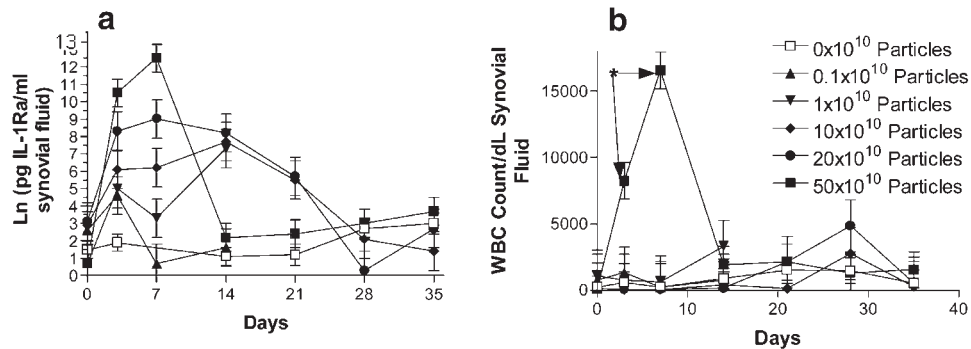 a
Ln (pg IL-1Ra/ml
synovial fluid)
13
12
11
10
9
8
7
6
5
4
3
2
1
0
0
7
14
21
28
35
Days
b
WBC Count/dL Synovial
Fluid
15000
10000
5000
0
*
0
10
20
30
40
Days
0x10¹⁰ Particles
0.1x10¹⁰ Particles
1x10¹⁰ Particles
10x10¹⁰ Particles
20x10¹⁰ Particles
50x10¹⁰ Particles